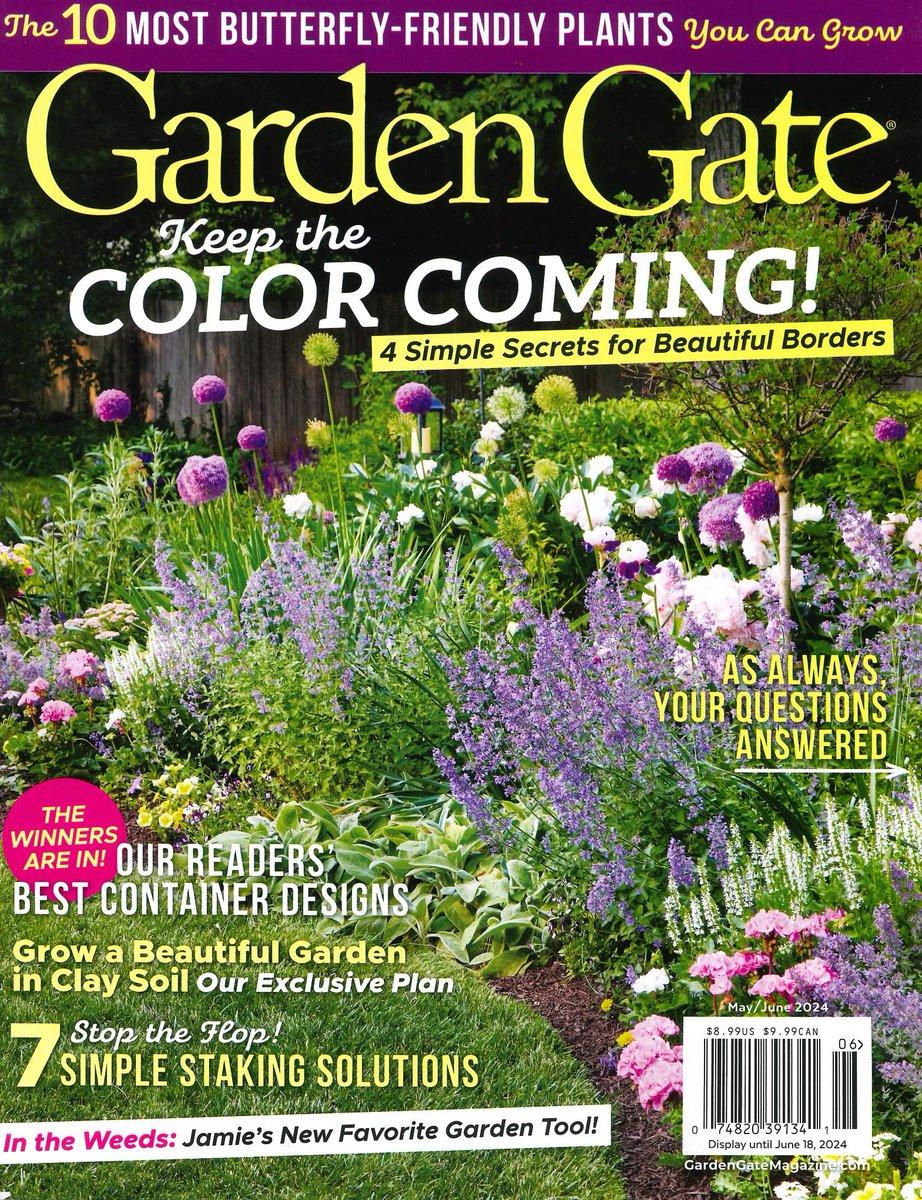 The 10 MOST BUTTERFLY-FRIENDLY PLANTS You Can Grow
Garden Gate®
Keep the
COLOR COMING!
4 Simple Secrets for Beautiful Borders
AS ALWAYS,
YOUR QUESTIONS
ANSWERED
THE
WINNERS
ARE IN!
OUR READERS'
BEST CONTAINER DESIGNS
Grow a Beautiful Garden
in Clay Soil Our Exclusive Plan
7 Stop the Flop!
SIMPLE STAKING SOLUTIONS
In the Weeds: Jamie's New Favorite Garden Tool!
May/June 2024
$8.99US $9.99CAN
06>
0 74820 39134 1
Display until June 18, 2024
GardenGateMagazine.com